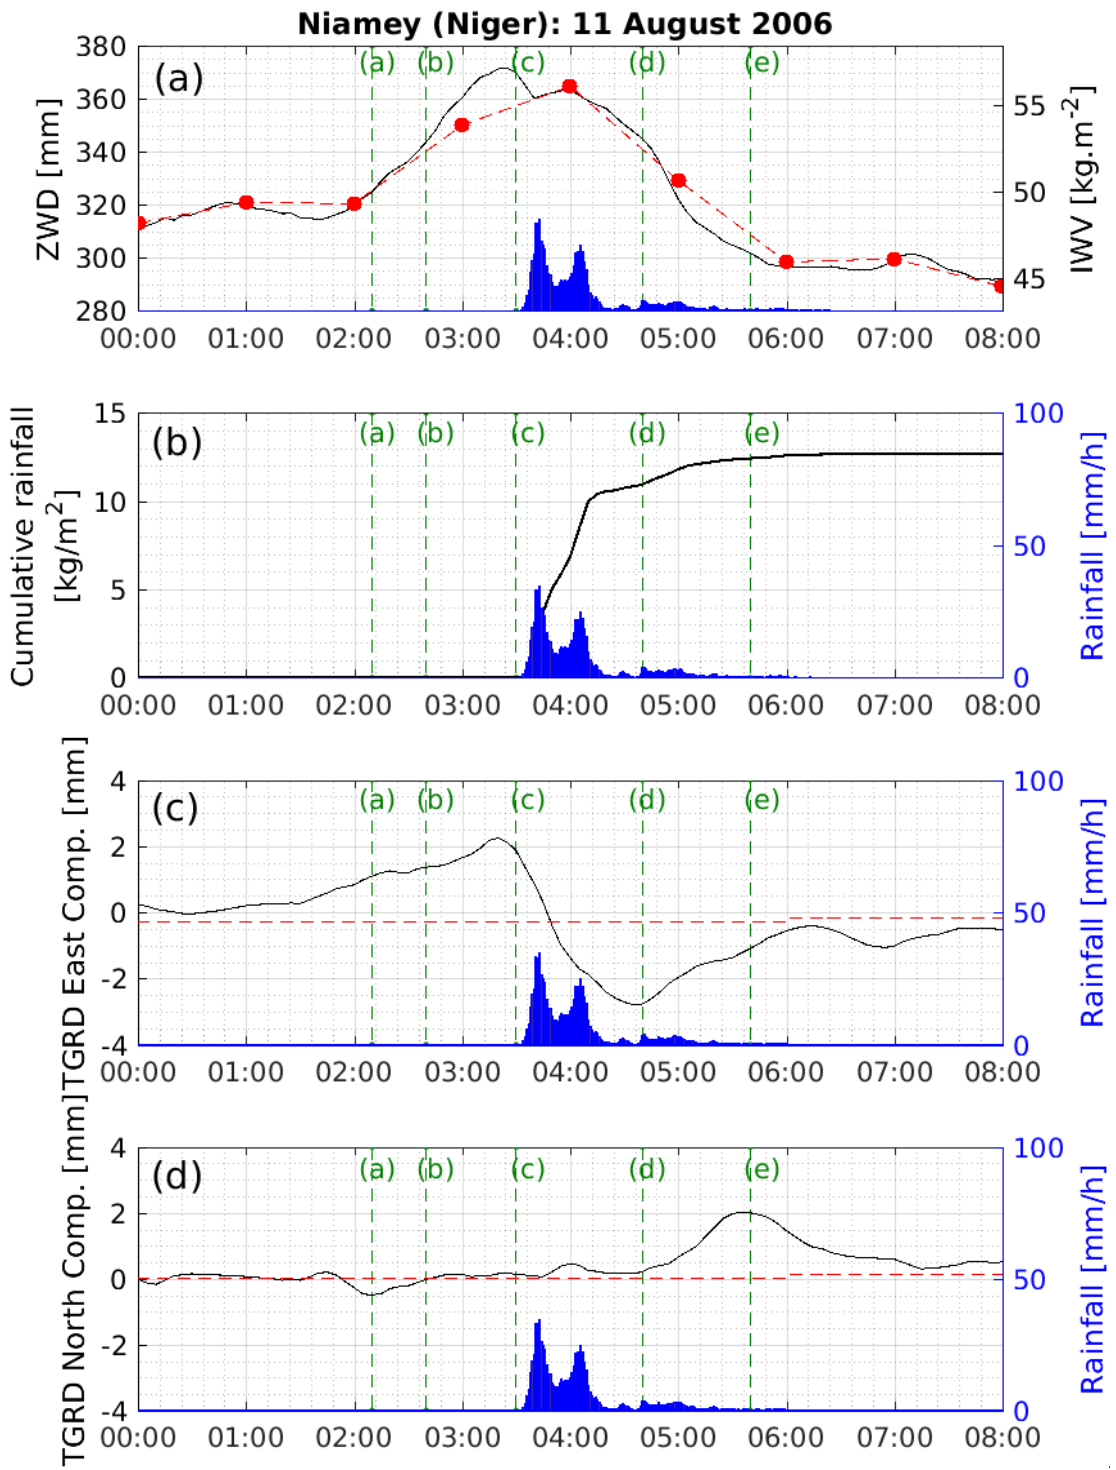 Niamey (Niger): 11 August 2006
(a)
(a) (b) (c) (d) (e)
ZWD [mm]
380
360
340
320
300
280
IWV [kg.m-2]
55
50
45
00:00 01:00 02:00 03:00 04:00 05:00 06:00 07:00 08:00
(b)
(a) (b) (c) (d) (e)
Cumulative rainfall
[kg/m2]
15
10
5
0
Rainfall [mm/h]
100
50
0
00:00 01:00 02:00 03:00 04:00 05:00 06:00 07:00 08:00
(c)
(a) (b) (c) (d) (e)
TGRD East Comp. [mm]
4
2
0
-2
-4
Rainfall [mm/h]
100
50
0
00:00 01:00 02:00 03:00 04:00 05:00 06:00 07:00 08:00
(d)
(a) (b) (c) (d) (e)
TGRD North Comp. [mm]
4
2
0
-2
-4
Rainfall [mm/h]
100
50
0
00:00 01:00 02:00 03:00 04:00 05:00 06:00 07:00 08:00